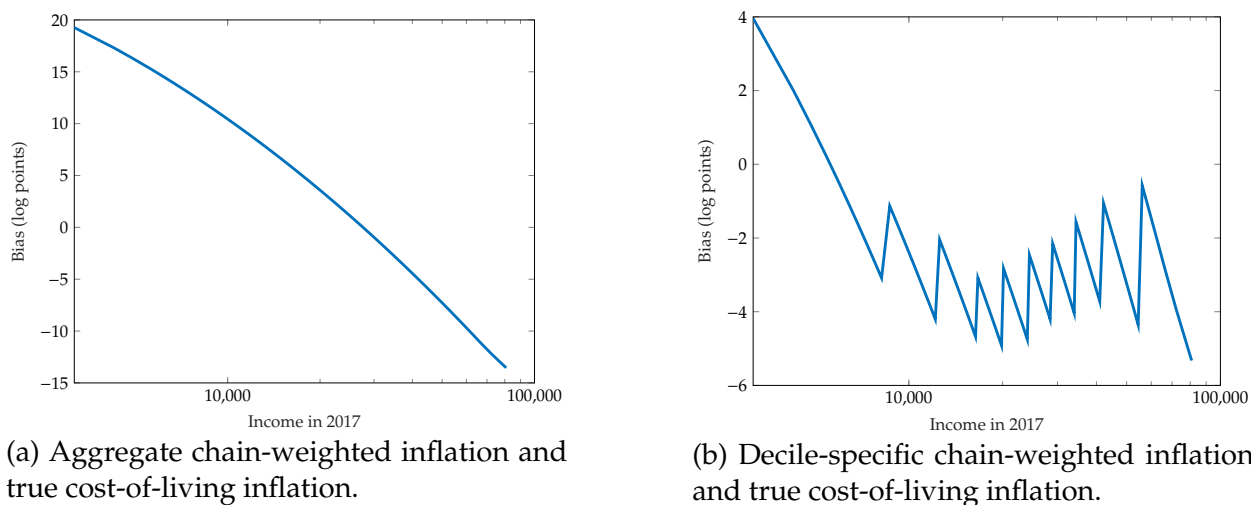 20
15
10
5
0
−5
−10
−15
Bias (log points)
10,000
100,000
Income in 2017
(a) Aggregate chain-weighted inflation and
true cost-of-living inflation.
4
2
0
−2
−4
−6
Bias (log points)
10,000
100,000
Income in 2017
(b) Decile-specific chain-weighted inflation
and true cost-of-living inflation.